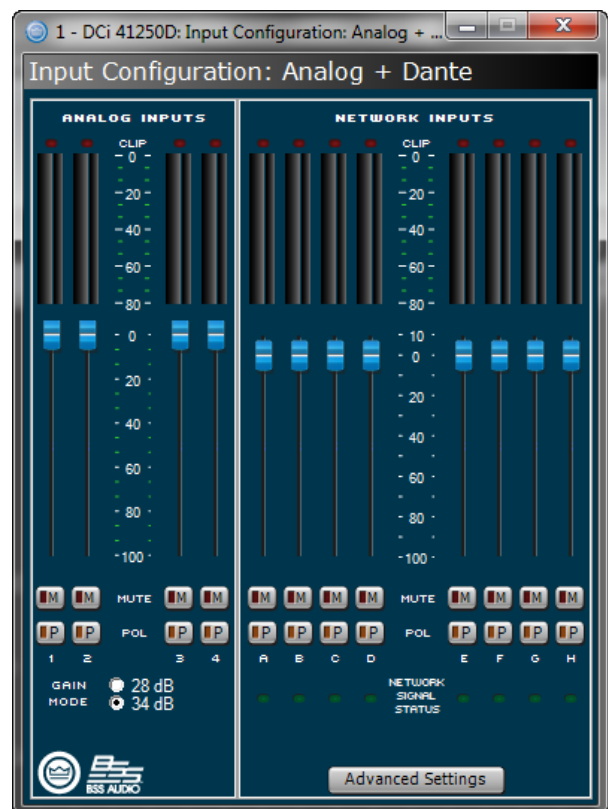 1 - DCi 41250D: Input Configuration: Analog + ...
Input Configuration: Analog + Dante
ANALOG INPUTS
CLIP
0
20
40
60
80
0
20
40
60
80
100
M M MUTE M M
P P POL P P
1 2 3 4
GAIN MODE
28 dB
34 dB
BSS
BSS AUDIO
NETWORK INPUTS
CLIP
0
20
40
60
80
10
0
20
40
60
80
100
M M M M MUTE M M M M
P P P P POL P P P P
A B C D E F G H
NETWORK
SIGNAL
STATUS
Advanced Settings